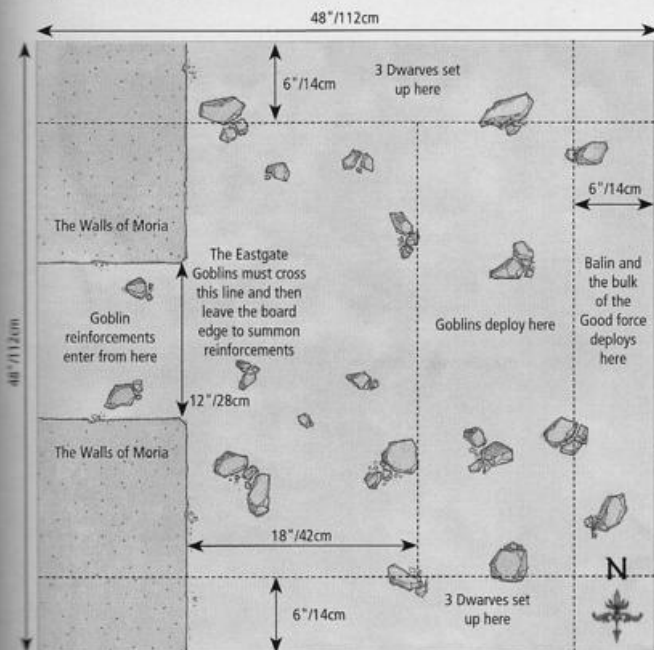 48"/112cm
6"/14cm
3 Dwarves set
up here
6"/14cm
The Walls of Moria
The Eastgate
Goblins must cross
this line and then
leave the board
edge to summon
reinforcements
Goblin
reinforcements
enter from here
Goblins deploy here
Balin and
the bulk
of the
Good force
deploys
here
48"/112cm
12"/28cm
The Walls of Moria
18"/42cm
N
6"/14cm
3 Dwarves set
up here